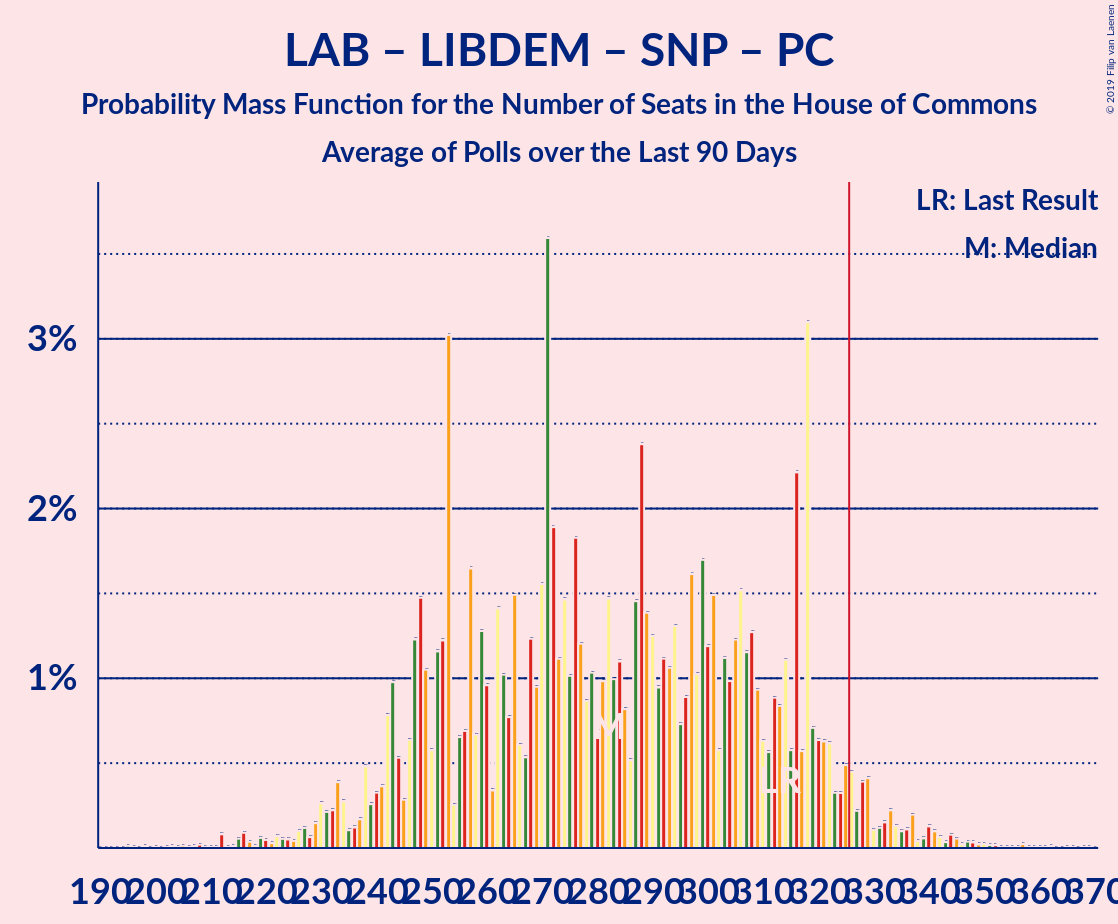 LAB – LIBDEM – SNP – PC
Probability Mass Function for the Number of Seats in the House of Commons
Average of Polls over the Last 90 Days
© 2019 Filip van Laenen
LR: Last Result
M: Median
3%
2%
1%
M
LR
190 200 210 220 230 240 250 260 270 280 290 300 310 320 330 340 350 360 370